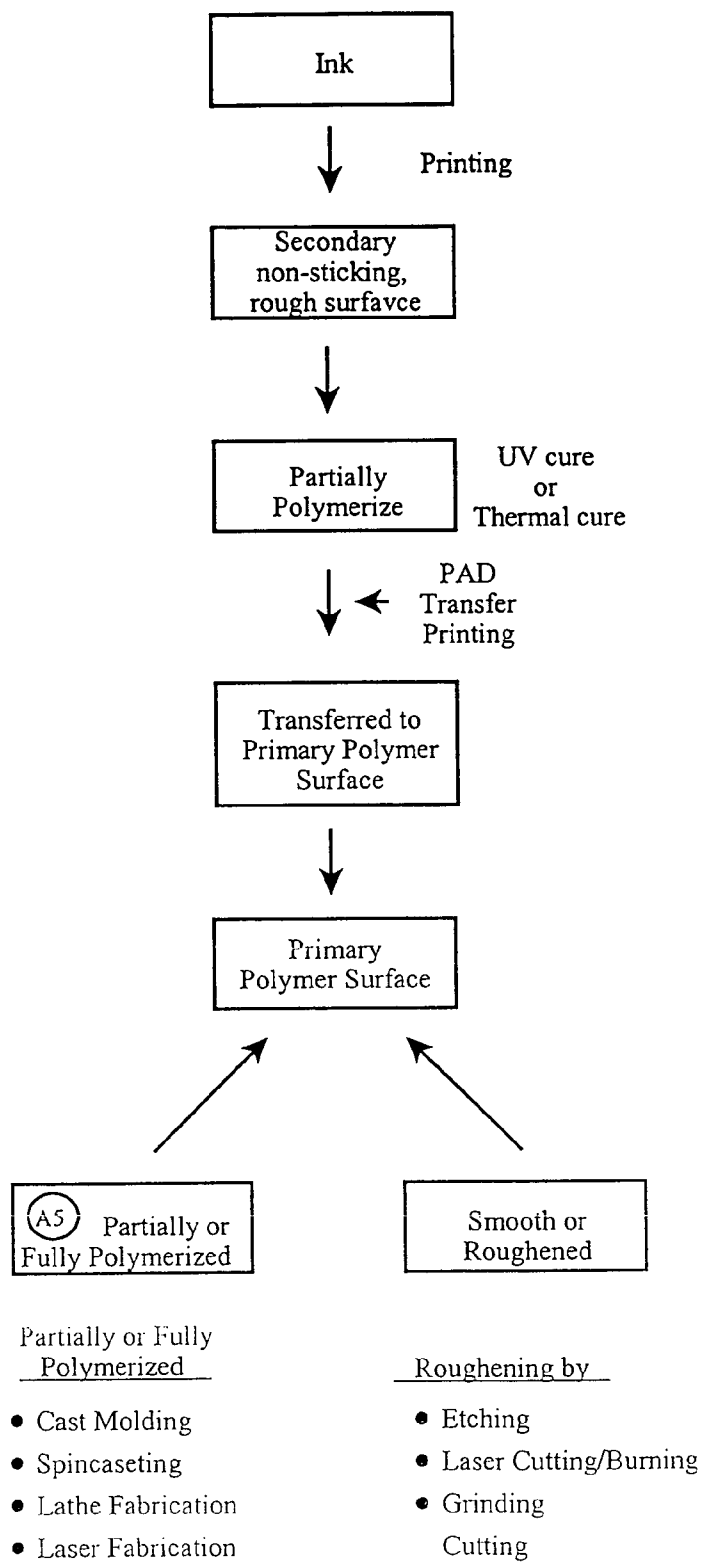 Ink
Printing
Secondary
non-sticking,
rough surfavce
Partially
Polymerize
UV cure
or
Thermal cure
PAD
Transfer
Printing
Transferred to
Primary Polymer
Surface
Primary
Polymer Surface
A5 Partially or
Fully Polymerized
Smooth or
Roughened
Partially or Fully
Polymerized
• Cast Molding
• Spincaseting
• Lathe Fabrication
• Laser Fabrication
Roughening by
• Etching
• Laser Cutting/Burning
• Grinding
Cutting